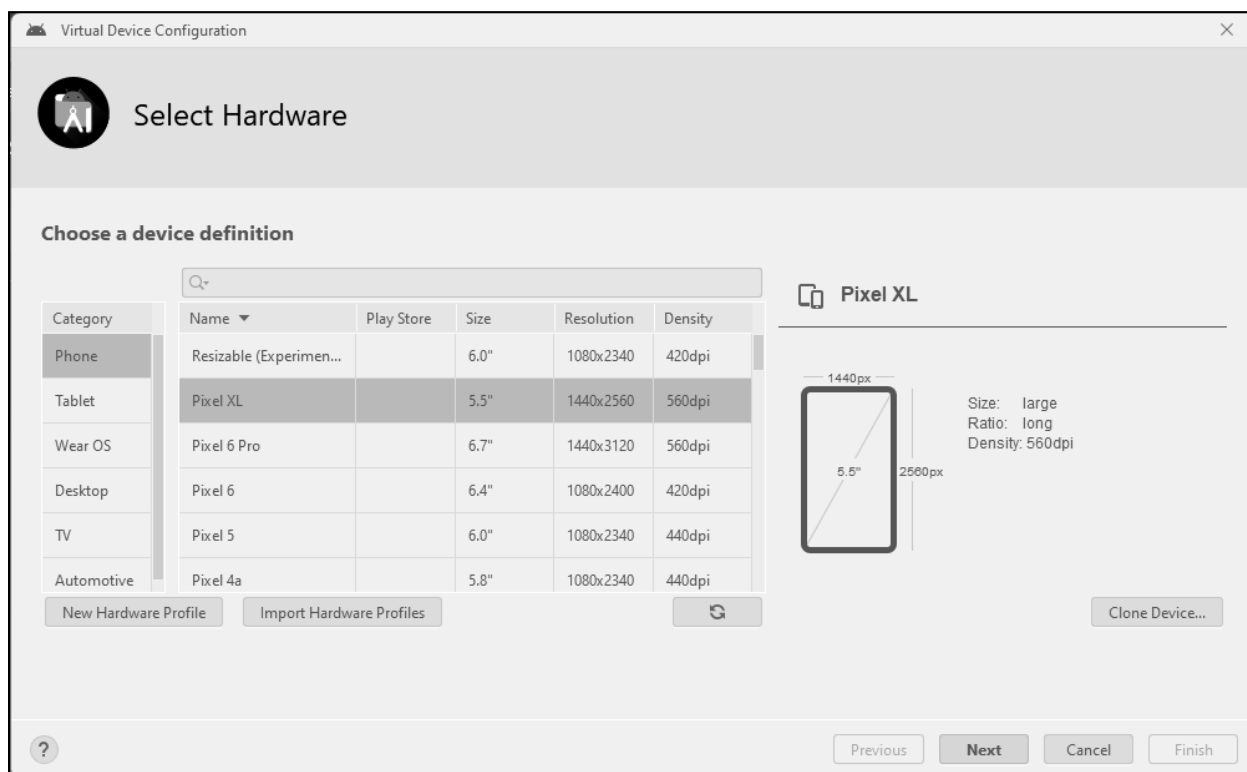 Virtual Device Configuration
Select Hardware
Choose a device definition
Category
Phone
Tablet
Wear OS
Desktop
TV
Automotive
Name Play Store Size Resolution Density
Resizable (Experimen... 6.0" 1080x2340 420dpi
Pixel XL 5.5" 1440x2560 560dpi
Pixel 6 Pro 6.7" 1440x3120 560dpi
Pixel 6 6.4" 1080x2400 420dpi
Pixel 5 6.0" 1080x2340 440dpi
Pixel 4a 5.8" 1080x2340 440dpi
New Hardware Profile Import Hardware Profiles
Pixel XL
1440px
5.5"
2560px
Size: large
Ratio: long
Density: 560dpi
Clone Device...
? Previous Next Cancel Finish